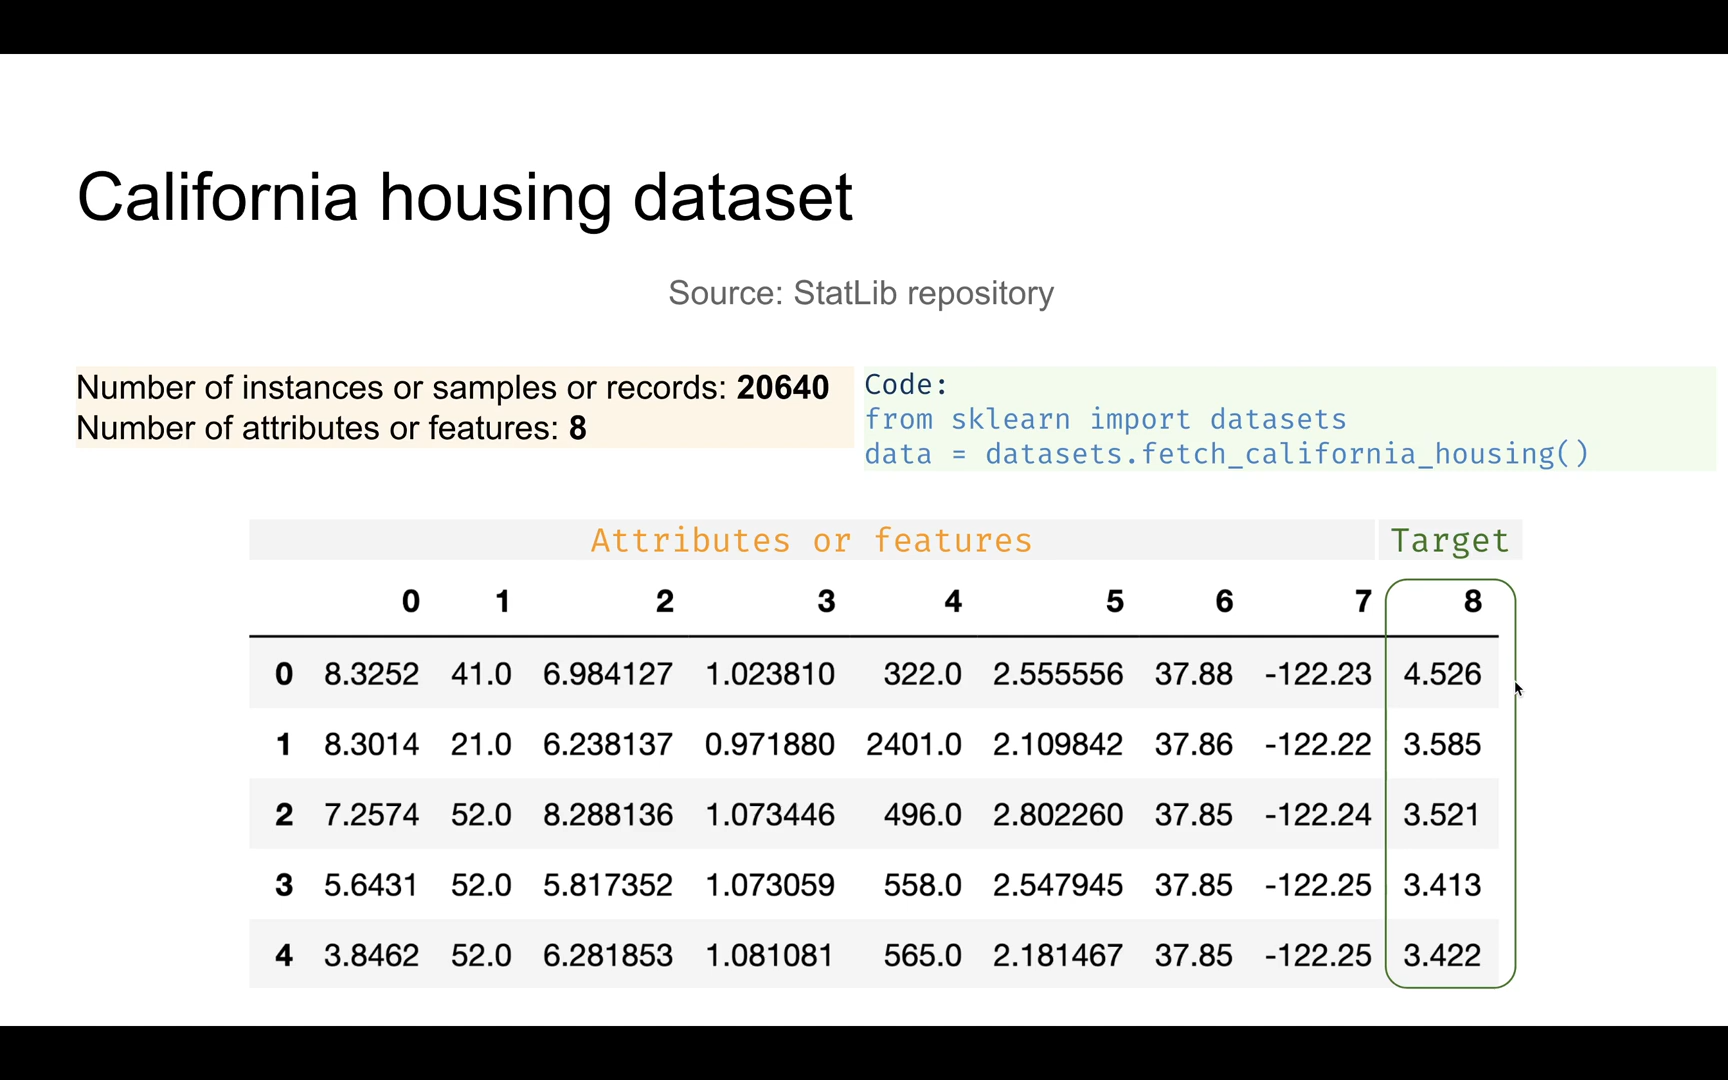 California housing dataset
Source: StatLib repository
Number of instances or samples or records: 20640
Number of attributes or features: 8
Code:
from sklearn import datasets
data = datasets.fetch_california_housing()
Attributes or features Target
0 1 2 3 4 5 6 7 8
0 8.3252 41.0 6.984127 1.023810 322.0 2.555556 37.88 -122.23 4.526
1 8.3014 21.0 6.238137 0.971880 2401.0 2.109842 37.86 -122.22 3.585
2 7.2574 52.0 8.288136 1.073446 496.0 2.802260 37.85 -122.24 3.521
3 5.6431 52.0 5.817352 1.073059 558.0 2.547945 37.85 -122.25 3.413
4 3.8462 52.0 6.281853 1.081081 565.0 2.181467 37.85 -122.25 3.422